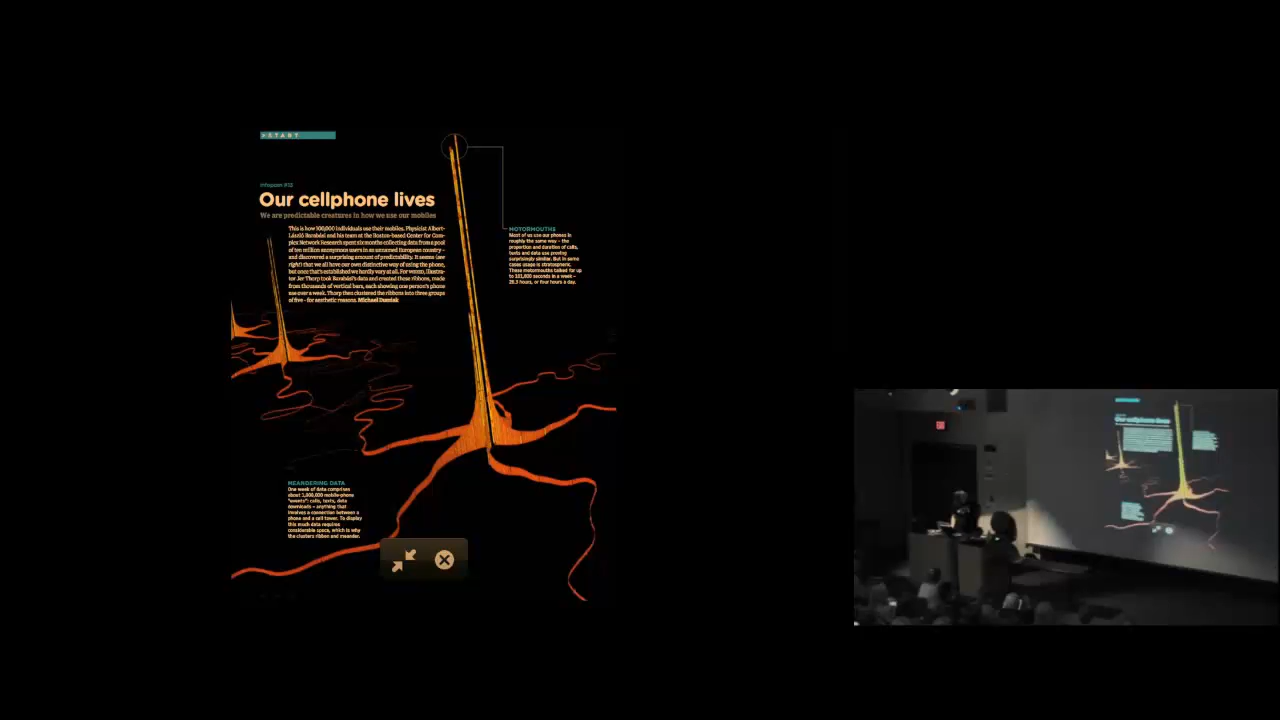 >START
infoporn #12
Our cellphone lives
We are predictable creatures in how we use our mobiles
This is how 100,000 individuals use their mobiles. Physicist Albert-
László Barabási and his team at the Boston-based Center for Com-
plex Network Research spent six months collecting data from a pool
of ten million anonymous users in an unnamed European country –
and discovered a surprising amount of predictability. It seems (see
right) that we all have our own distinctive way of using the phone,
but once that's established we hardly vary at all. For WIRED, illustra-
tor Jer Thorp took Barabási's data and created these ribbons, made
from thousands of vertical bars, each showing one person's phone
use over a week. Thorp then clustered the ribbons into three groups
of five – for aesthetic reasons. Michael Dumiak
MOTORMOUTHS
Most of us use our phones in
roughly the same way – the
proportion and duration of calls,
texts and data use proving
surprisingly similar. But in some
cases usage is stratospheric.
These motormouths talked for up
to 101,800 seconds in a week –
28.3 hours, or four hours a day.
MEANDERING DATA
One week of data comprises
about 1,000,000 mobile-phone
"events": calls, texts, data
downloads – anything that
involves a connection between a
phone and a cell tower. To display
this much data requires
considerable space, which is why
the clusters ribbon and meander.
Our cellphone lives